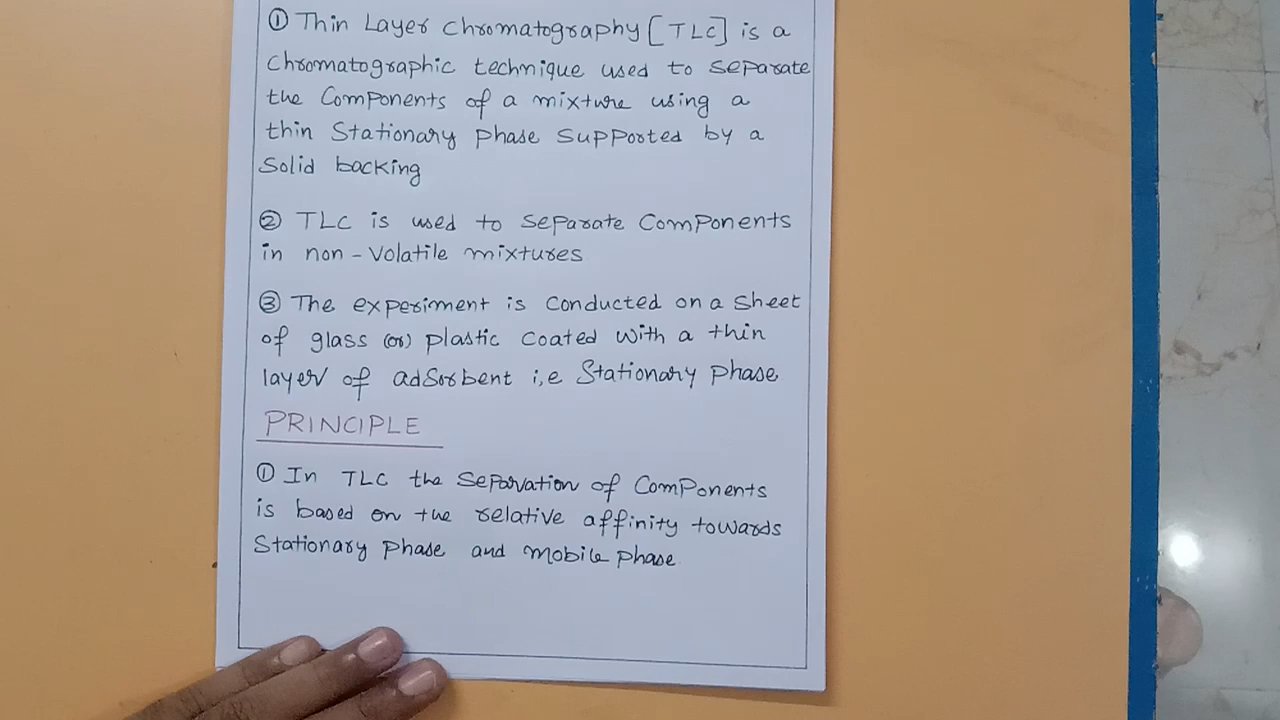 ① Thin Layer Chromatography [TLC] is a
Chromatographic technique used to separate
the Components of a mixture using a
thin Stationary phase supported by a
Solid backing
② TLC is used to separate Components
in non-volatile mixtures
③ The experiment is Conducted on a Sheet
of glass (or) plastic Coated with a thin
layer of adsorbent i,e Stationary phase
PRINCIPLE
① In TLC the separation of Components
is based on the relative affinity towards
Stationary phase and mobile phase.